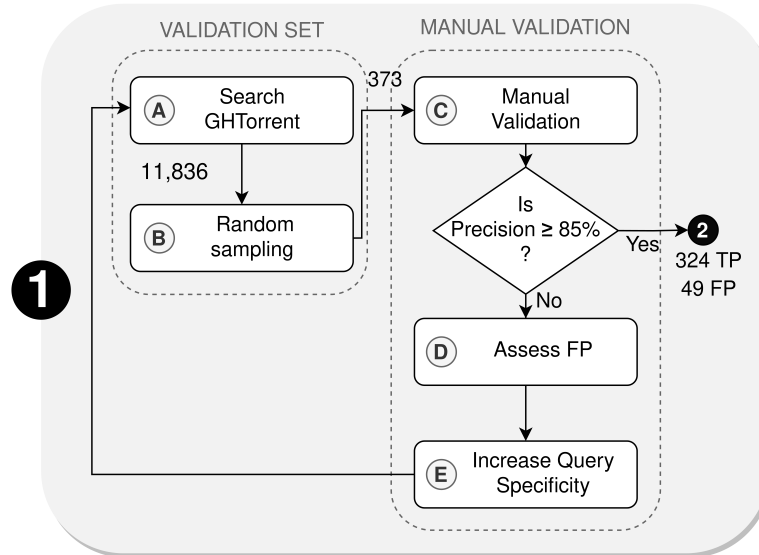 VALIDATION SET
MANUAL VALIDATION
A
Search
GHTorrent
373
C
Manual
Validation
11,836
B
Random
sampling
Is
Precision ≥ 85%
?
Yes
2
324 TP
49 FP
1
No
D
Assess FP
E
Increase Query
Specificity